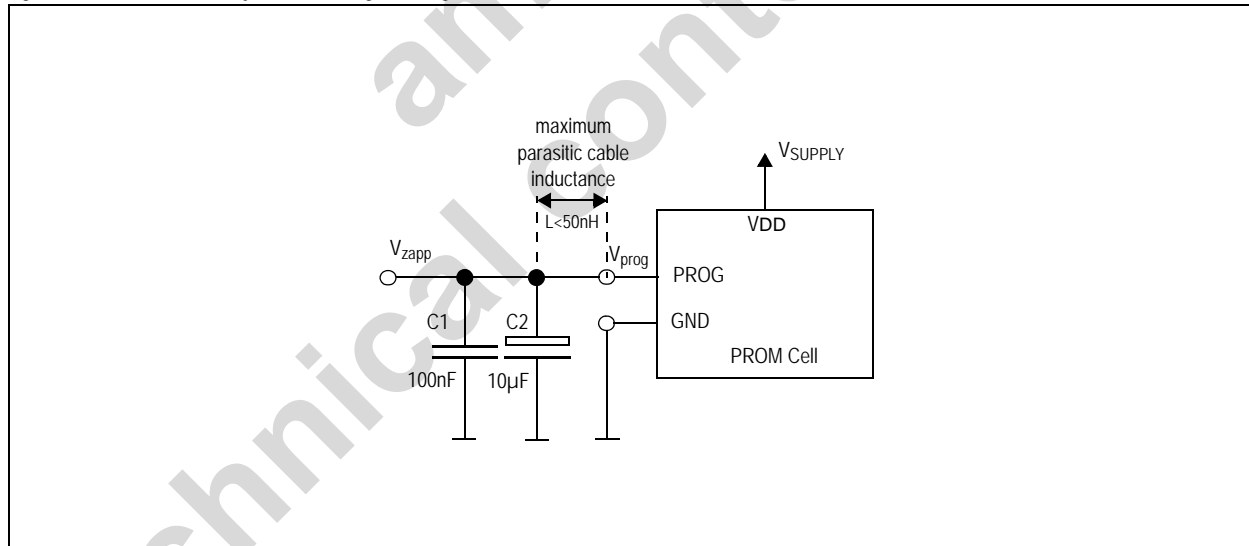 maximum
parasitic cable
inductance
L<50nH
VSUPPLY
VDD
Vzapp
Vprog
PROG
C1
C2
GND
PROM Cell
100nF
10µF